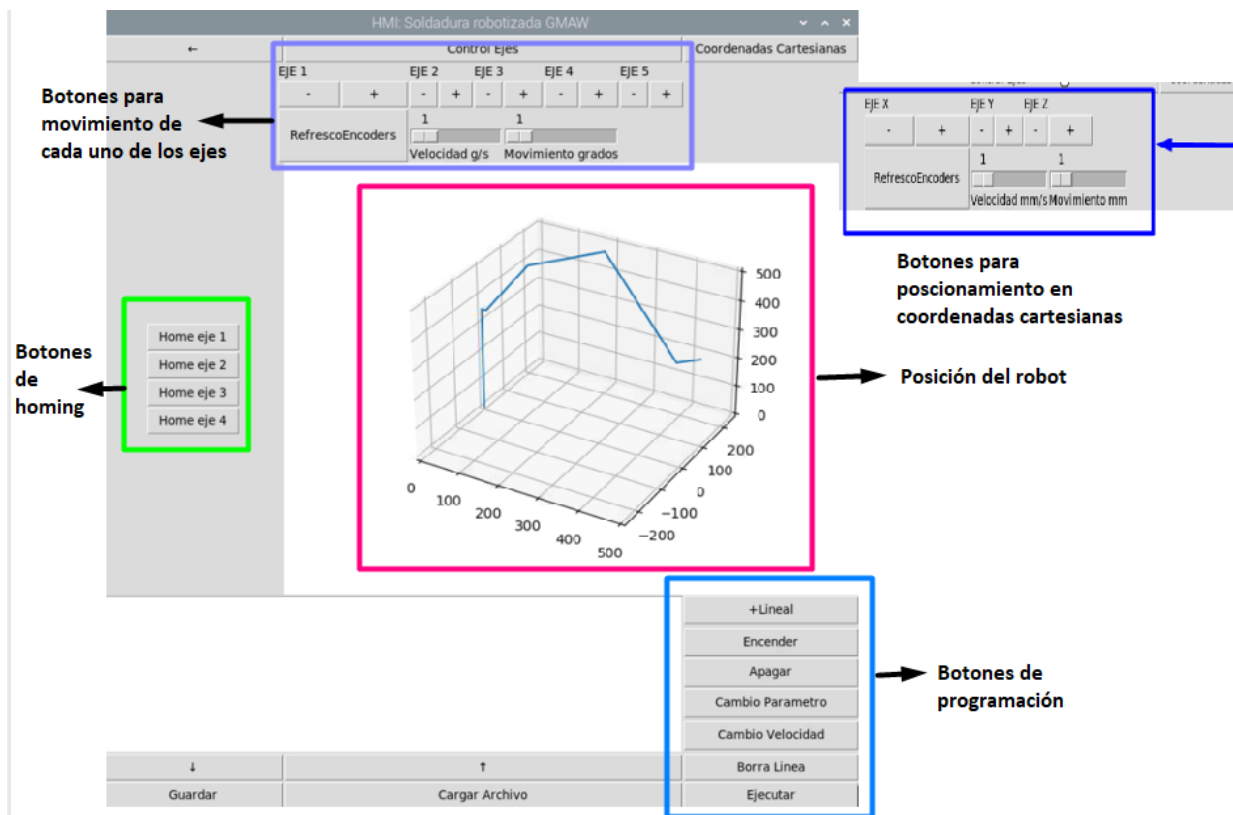 HMI: Soldadura robotizada GMAW
←
Control Ejes
Coordenadas Cartesianas
EJE 1 EJE 2 EJE 3 EJE 4 EJE 5
- + - + - + - + - +
RefrescoEncoders
1 1
Velocidad g/s Movimiento grados
Botones para
movimiento de
cada uno de los ejes
EJE X EJE Y EJE Z
- + - + - +
RefrescoEncoders
1 1
Velocidad mm/s Movimiento mm
Botones para
poscionamiento en
coordenadas cartesianas
Botones
de
homing
Home eje 1
Home eje 2
Home eje 3
Home eje 4
500
400
300
200
100
0
200
100
0
−100
−200
0
100
200
300
400
500
Posición del robot
+Lineal
Encender
Apagar
Cambio Parametro
Cambio Velocidad
Botones de
programación
↓ ↑ Borra Linea
Guardar Cargar Archivo Ejecutar